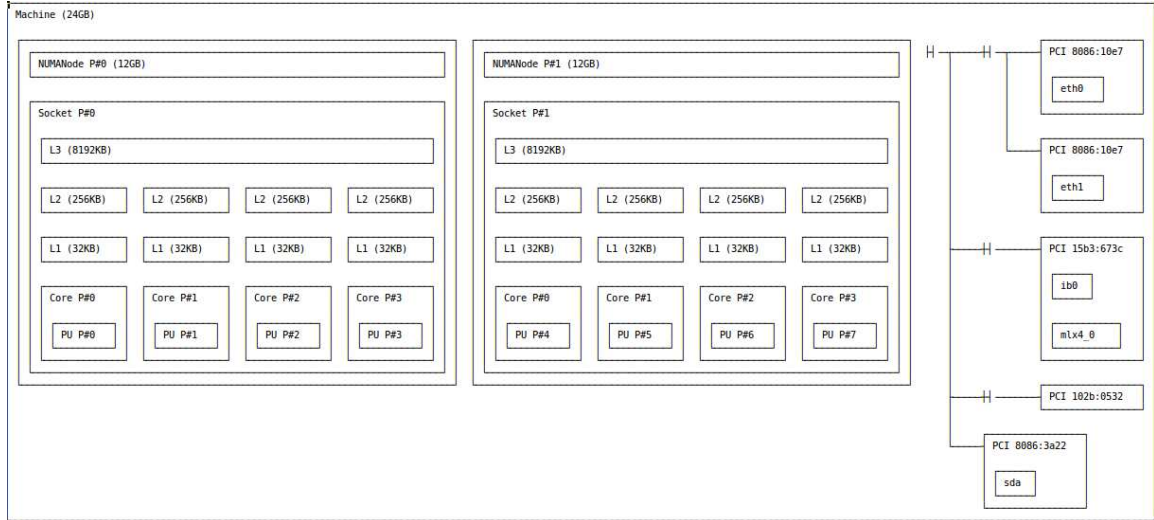 Machine (24GB)
NUMANode P#0 (12GB)
Socket P#0
L3 (8192KB)
L2 (256KB) L2 (256KB) L2 (256KB) L2 (256KB)
L1 (32KB) L1 (32KB) L1 (32KB) L1 (32KB)
Core P#0 Core P#1 Core P#2 Core P#3
PU P#0 PU P#1 PU P#2 PU P#3
NUMANode P#1 (12GB)
Socket P#1
L3 (8192KB)
L2 (256KB) L2 (256KB) L2 (256KB) L2 (256KB)
L1 (32KB) L1 (32KB) L1 (32KB) L1 (32KB)
Core P#0 Core P#1 Core P#2 Core P#3
PU P#4 PU P#5 PU P#6 PU P#7
PCI 8086:10e7
eth0
PCI 8086:10e7
eth1
PCI 15b3:673c
ib0
mlx4_0
PCI 102b:0532
PCI 8086:3a22
sda